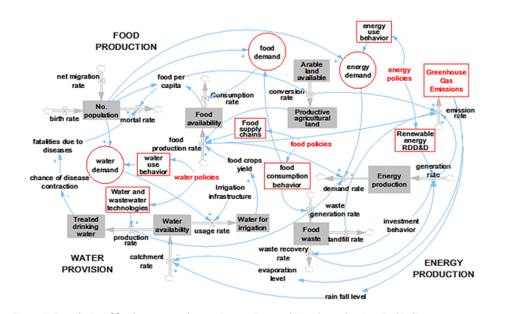 FOOD
PRODUCTION
net migration
rate
food per
capita
No.
population
birth rate
mortal rate
fatalities due to
diseases
chance of disease
contraction
Treated
drinking
water
water
demand
water use
behavior
water policies
Water and
wastewater
technologies
production
rate
Water
availability
catchment
rate
WATER
PROVISION
usage rate
Water for
irrigation
Irrigation
infrastructure
food crops
yield
food
production rate
Food
availability
Consumption
rate
food
demand
Arable
land
available
conversion
rate
Productive
agricultural
land
Food
supply
chains
food policies
food
consumption
behavior
waste
generation rate
Food
waste
waste recovery
rate
landfill rate
evaporation
level
rain fall level
demand rate
energy
use
behavior
energy
demand
energy
policies
Greenhouse
Gas
Emissions
emission
rate
Renewable
energy
RDD&D
generation
rate
Energy
production
investment
behavior
ENERGY
PRODUCTION